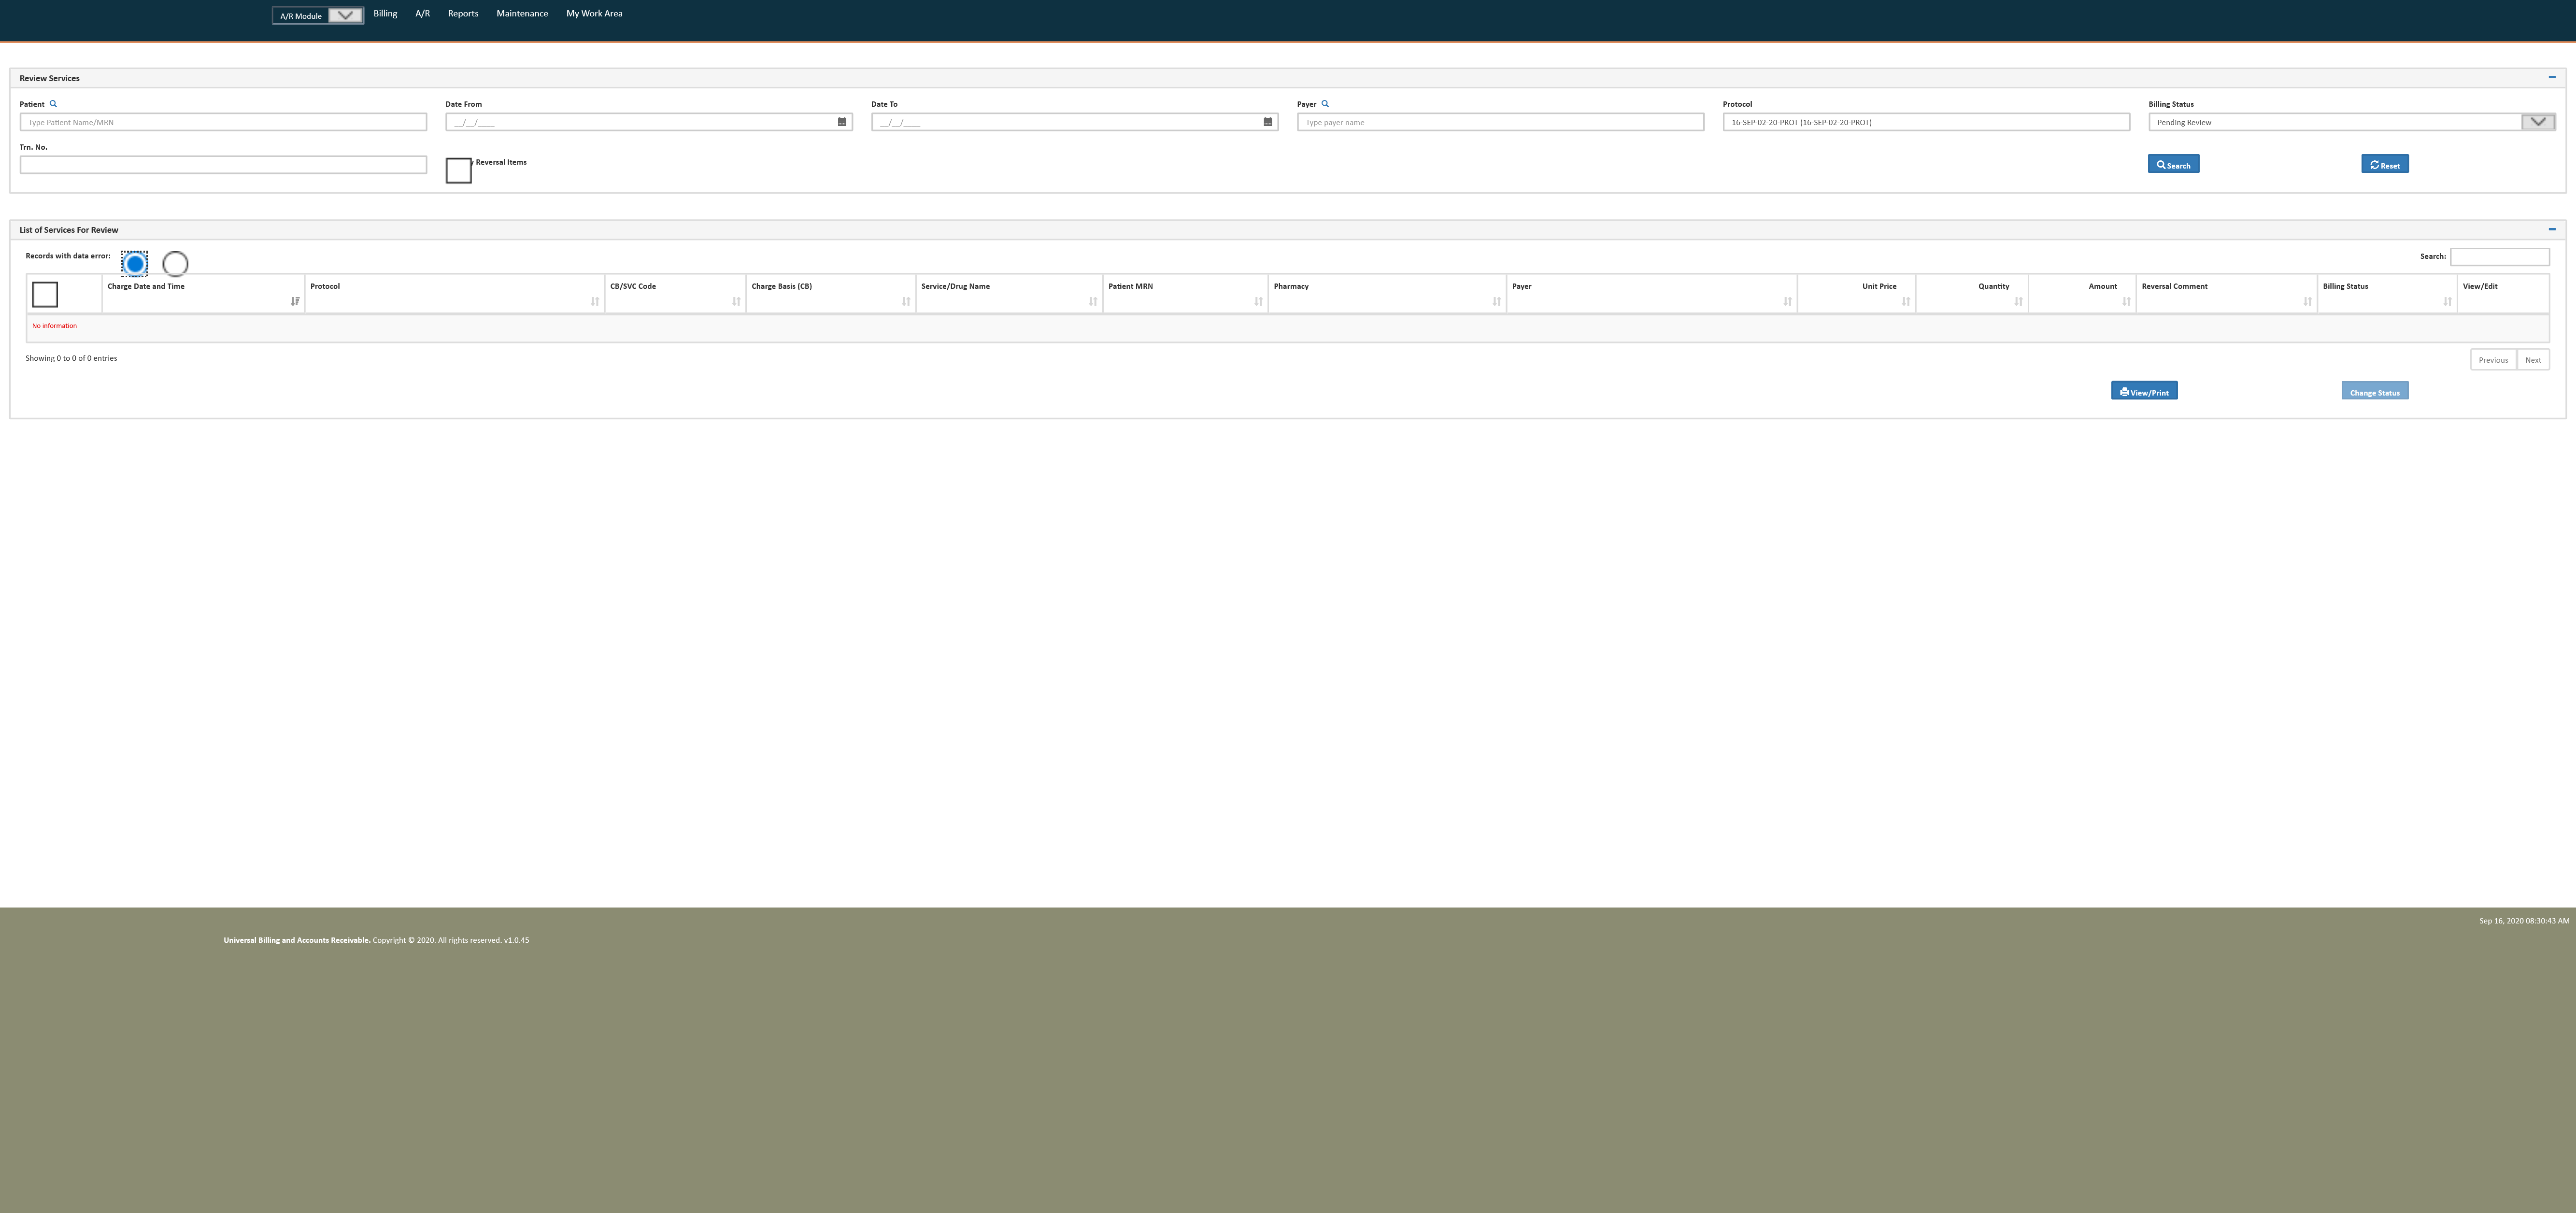 A/R Module Billing A/R Reports Maintenance My Work Area
Review Services
Patient Date From Date To Payer Protocol Billing Status
Type Patient Name/MRN __/__/____ __/__/____ Type payer name 16-SEP-02-20-PROT (16-SEP-02-20-PROT) Pending Review
Trn. No.
Reversal Items Search Reset
List of Services For Review
Records with data error: Search:
Charge Date and Time Protocol CB/SVC Code Charge Basis (CB) Service/Drug Name Patient MRN Pharmacy Payer Unit Price Quantity Amount Reversal Comment Billing Status View/Edit
No information
Showing 0 to 0 of 0 entries Previous Next
View/Print Change Status
Sep 16, 2020 08:30:43 AM
Universal Billing and Accounts Receivable. Copyright © 2020. All rights reserved. v1.0.45